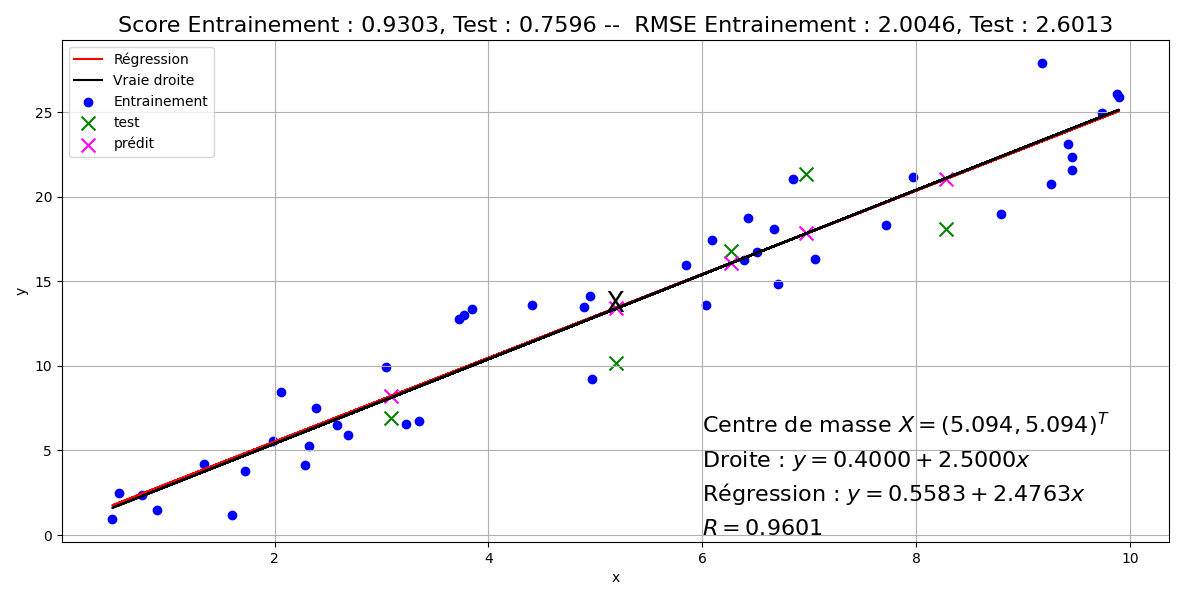 Score Entrainement : 0.9303, Test : 0.7596 --  RMSE Entrainement : 2.0046, Test : 2.6013
Régression
Vraie droite
Entrainement
test
prédit
25
20
15
10
5
0
y
X
Centre de masse X = (5.094, 5.094)^T
Droite : y = 0.4000 + 2.5000x
Régression : y = 0.5583 + 2.4763x
R = 0.9601
2
4
6
8
10
x